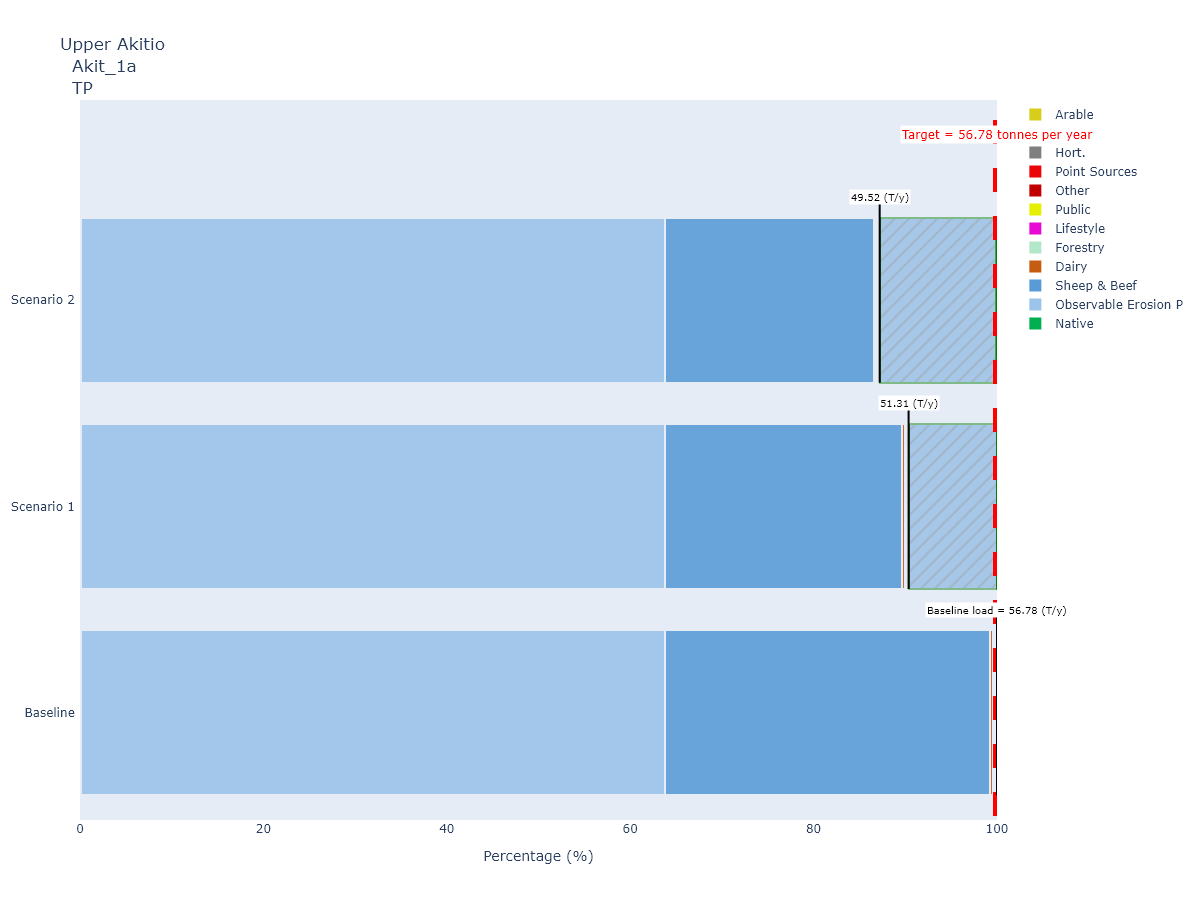 Upper Akitio
Akit_1a
TP
Target = 56.78 tonnes per year
49.52 (T/y)
Scenario 2
51.31 (T/y)
Scenario 1
Baseline load = 56.78 (T/y)
Baseline
0 20 40 60 80 100
Percentage (%)
Arable
Hort.
Point Sources
Other
Public
Lifestyle
Forestry
Dairy
Sheep & Beef
Observable Erosion P
Native